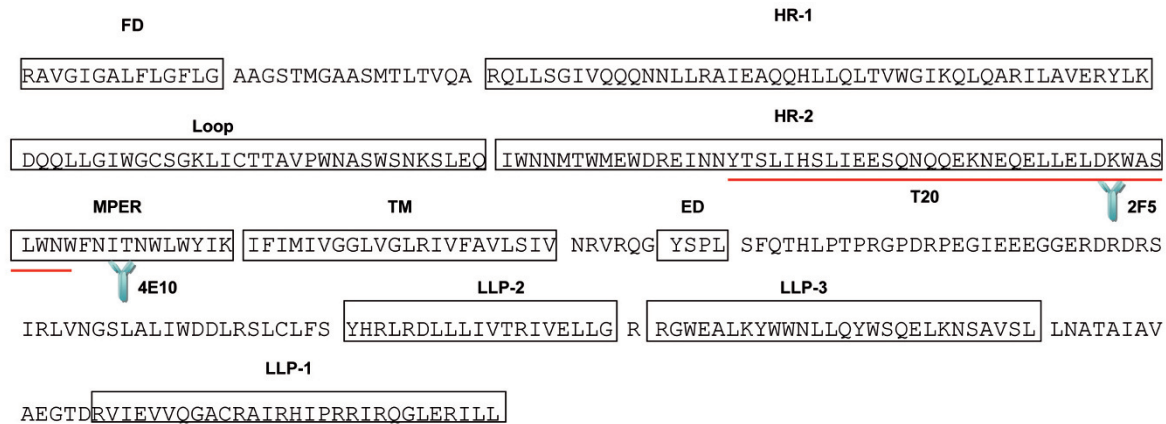 FD HR-1
RAVGIGALFLGFLG AAGSTMGAASMTLTVQA RQLLSGIVQQQNNLLRAIEAQQHLLQLTVWGIKQLQARILAVERYLK
Loop HR-2
DQQLLGIWGCSGKLICTTAVPWNASWSNKSLEQ IWNNMTWMEWDREINNYTSLIHSLIEESQNQQEKNEQELLELDKWAS
MPER TM ED T20 2F5
LWNWFNITNWLWYIK IFIMIVGGLVGLRIVFAVLSIV NRVRQG YSPL SFQTHLPTPRGPDRPEGIEEEGGERDRDRS
4E10 LLP-2 LLP-3
IRLVNGSLALIWDDLRSLCLFS YHRLRDLLLIVTRIVELLG R RGWEALKYWWNLLQYWSQELKNSAVSL LNATAIAV
LLP-1
AEGTDRVIEVVQGACRAIRHIPRRIRQGLERILL